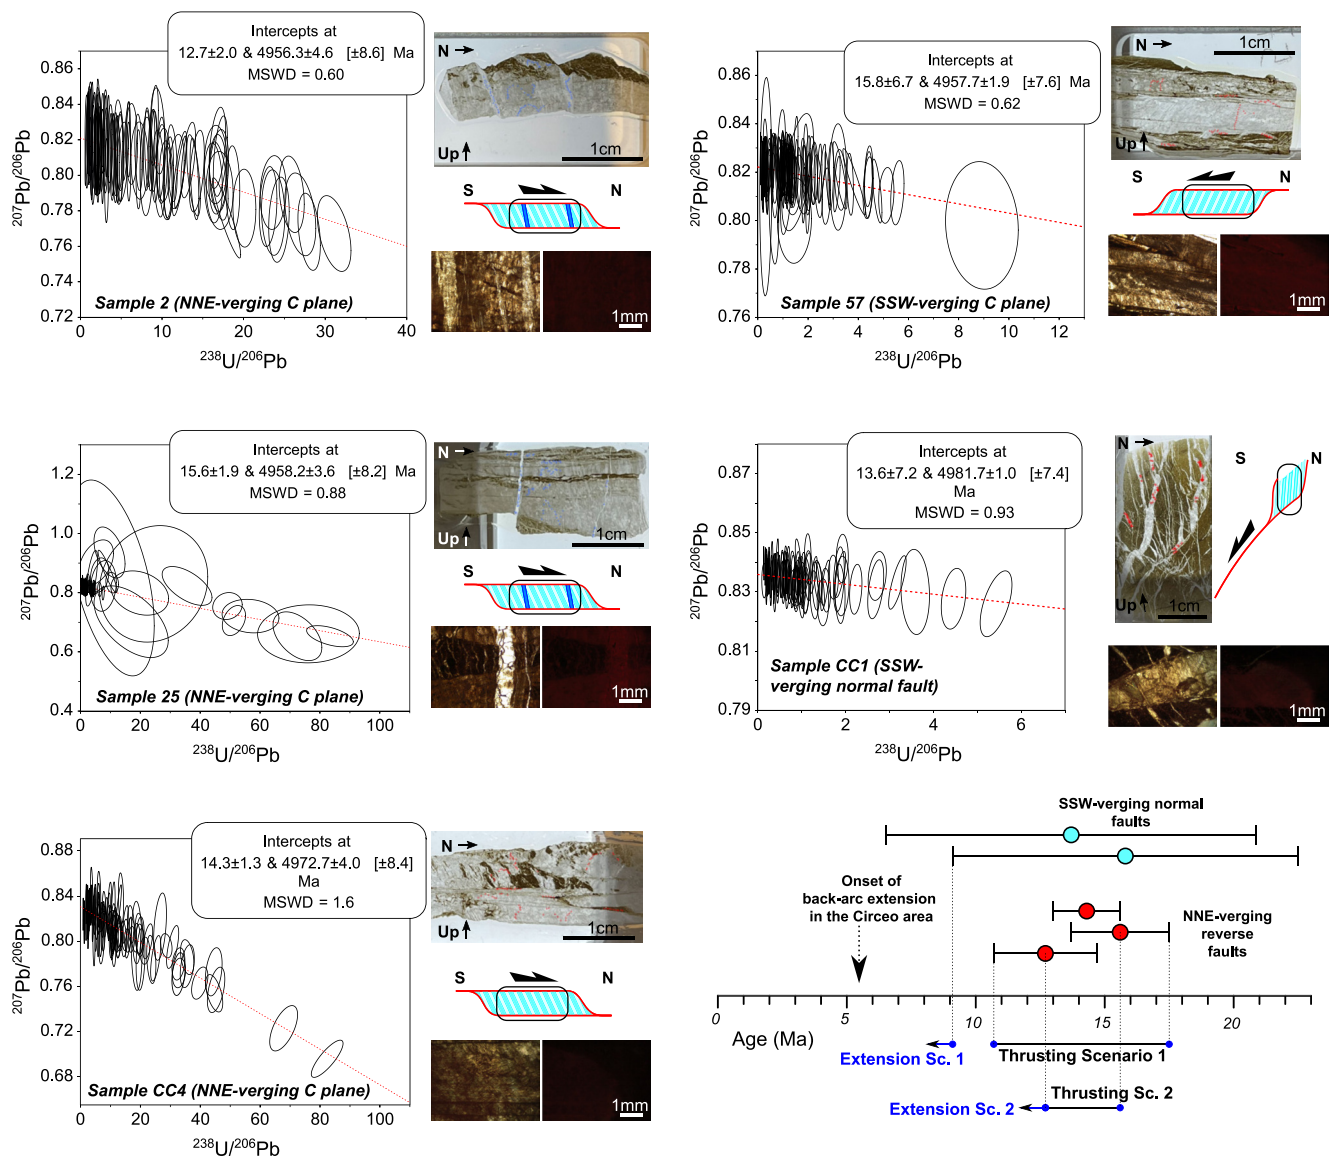 Intercepts at
12.7±2.0 & 4956.3±4.6 [±8.6] Ma
MSWD = 0.60
0.86
0.84
0.82
0.80
0.78
0.76
0.74
0.72
207Pb/206Pb
Sample 2 (NNE-verging C plane)
0 5 10 15 20 25 30 35 40
238U/206Pb
N
Up
1cm
S N
1mm
Intercepts at
15.8±6.7 & 4957.7±1.9 [±7.6] Ma
MSWD = 0.62
0.86
0.84
0.82
0.80
0.78
0.76
207Pb/206Pb
Sample 57 (SSW-verging C plane)
0 2 4 6 8 10 12
238U/206Pb
N
1cm
Up
S N
1mm
Intercepts at
15.6±1.9 & 4958.2±3.6 [±8.2] Ma
MSWD = 0.88
1.2
1.0
0.8
0.6
0.4
207Pb/206Pb
Sample 25 (NNE-verging C plane)
0 20 40 60 80 100
238U/206Pb
N
Up
1cm
S N
1mm
Intercepts at
13.6±7.2 & 4981.7±1.0 [±7.4]
Ma
MSWD = 0.93
0.87
0.85
0.83
0.81
0.79
207Pb/206Pb
Sample CC1 (SSW-
verging normal fault)
0 2 4 6
238U/206Pb
N
Up
1cm
S N
1mm
Intercepts at
14.3±1.3 & 4972.7±4.0 [±8.4]
Ma
MSWD = 1.6
0.88
0.84
0.80
0.76
0.72
0.68
207Pb/206Pb
Sample CC4 (NNE-verging C plane)
0 20 40 60 80 100
238U/206Pb
N
Up
1cm
S N
1mm
SSW-verging normal
faults
Onset of
back-arc extension
in the Circeo area
NNE-verging
reverse
faults
0 5 10 15 20
Age (Ma)
Extension Sc. 1
Thrusting Scenario 1
Thrusting Sc. 2
Extension Sc. 2